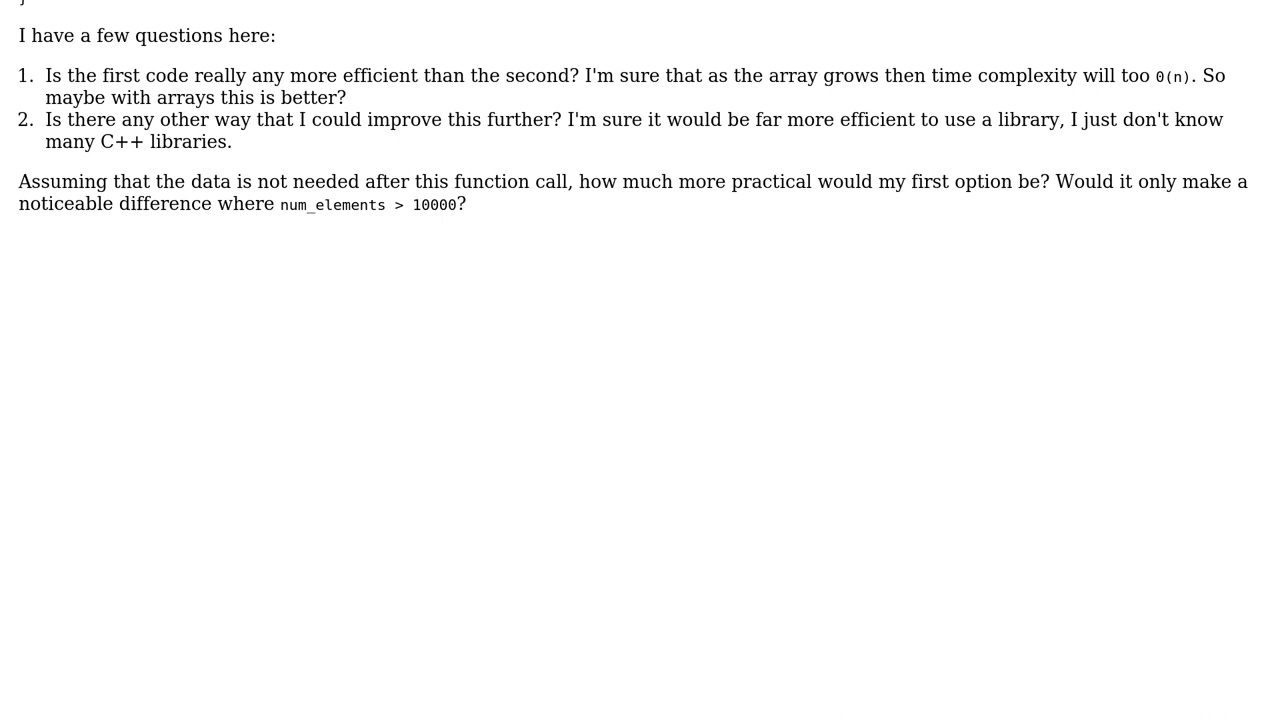 }
I have a few questions here:
1. Is the first code really any more efficient than the second? I'm sure that as the array grows then time complexity will too 0(n). So
maybe with arrays this is better?
2. Is there any other way that I could improve this further? I'm sure it would be far more efficient to use a library, I just don't know
many C++ libraries.
Assuming that the data is not needed after this function call, how much more practical would my first option be? Would it only make a
noticeable difference where num_elements > 10000?